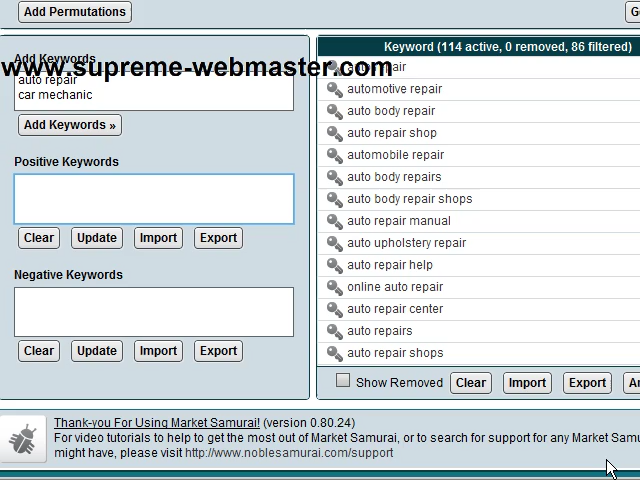 Add Permutations
Add Keywords
www.supreme-webmaster.com
auto repair
car mechanic
Add Keywords »
Positive Keywords
Clear Update Import Export
Negative Keywords
Clear Update Import Export
Keyword (114 active, 0 removed, 86 filtered)
automotive repair
auto body repair
auto repair shop
automobile repair
auto body repairs
auto body repair shops
auto repair manual
auto upholstery repair
auto repair help
online auto repair
auto repair center
auto repairs
auto repair shops
Show Removed Clear Import Export
Thank-you For Using Market Samurai! (version 0.80.24)
For video tutorials to help to get the most out of Market Samurai, or to search for support for any Market
might have, please visit http://www.noblesamurai.com/support